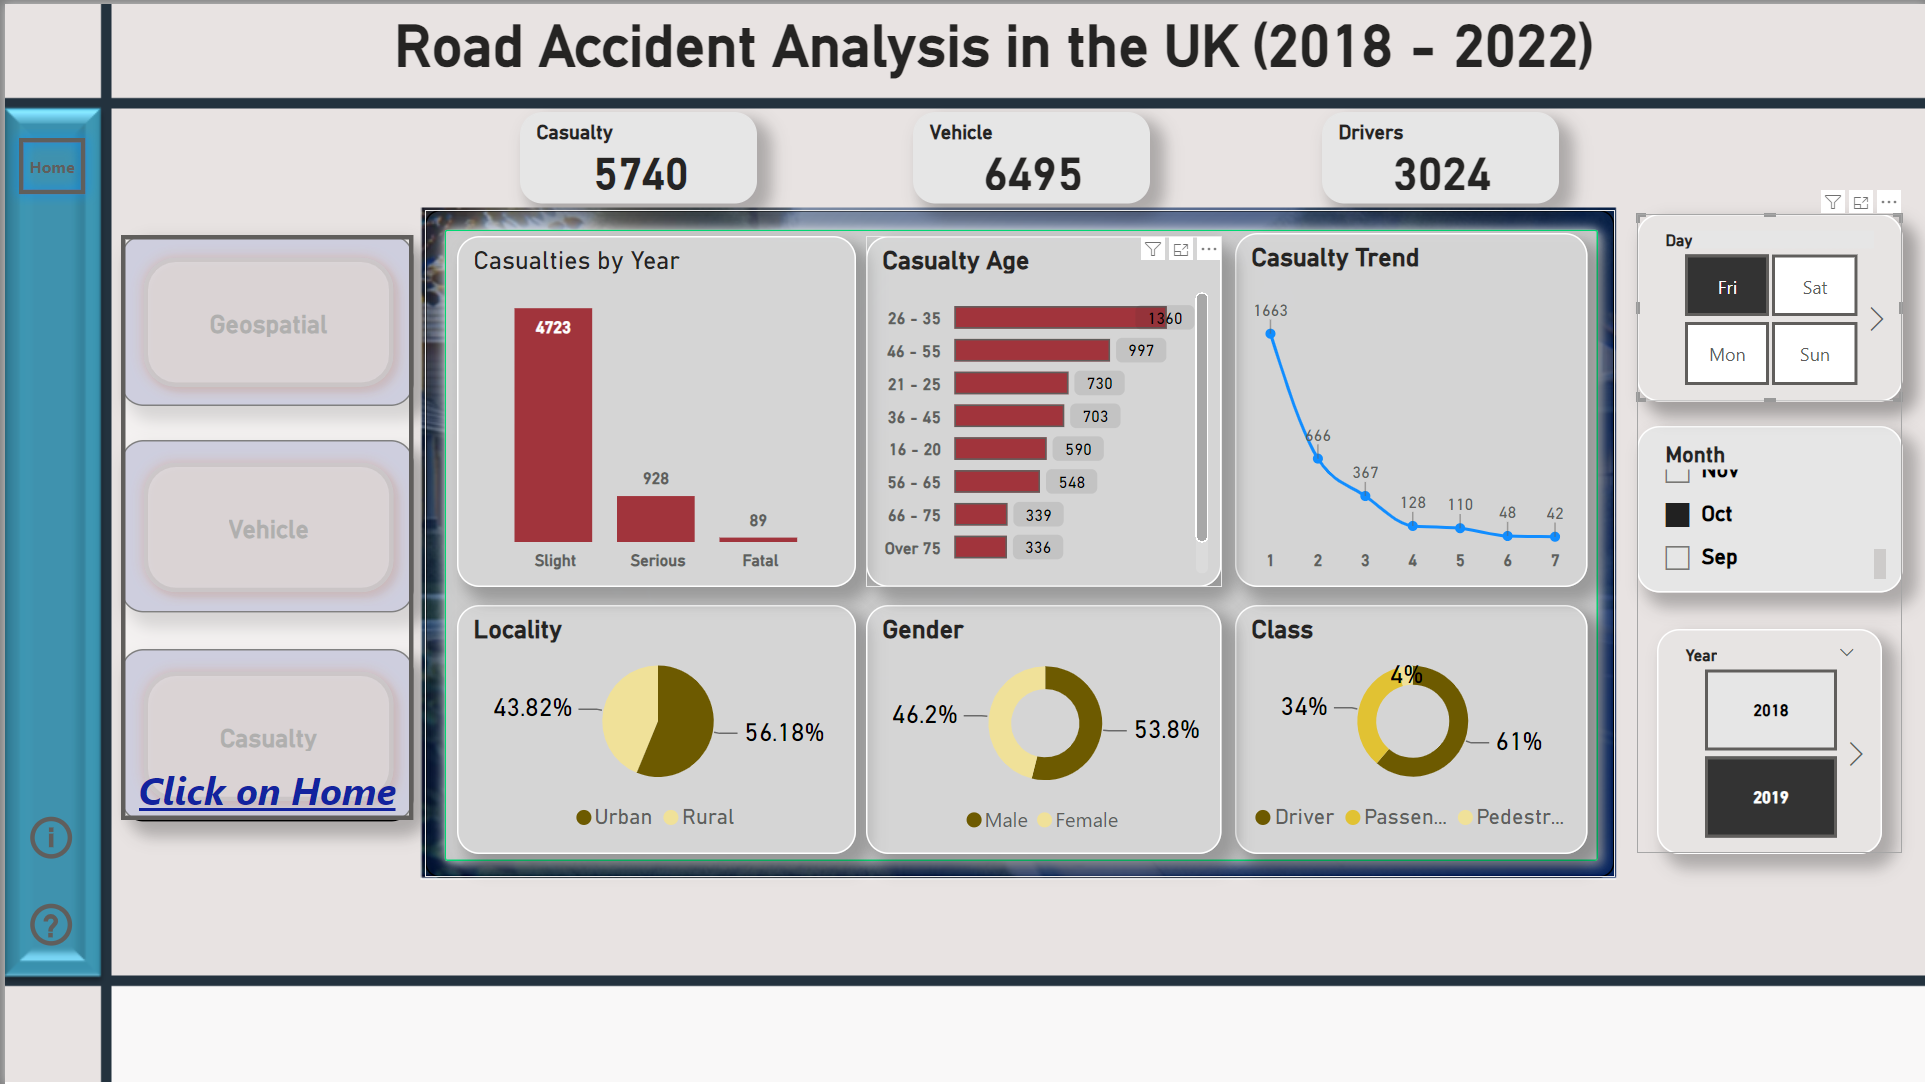 Road Accident Analysis in the UK (2018 - 2022)
Home
Casualty
5740
Vehicle
6495
Drivers
3024
Geospatial
Vehicle
Casualty
Click on Home
Casualties by Year
4723
928
89
Slight Serious Fatal
Casualty Age
26 - 35 1360
46 - 55 997
21 - 25 730
36 - 45 703
16 - 20 590
56 - 65 548
66 - 75 339
Over 75 336
Casualty Trend
1663
666
367
128 110 48 42
1 2 3 4 5 6 7
Locality
43.82%
56.18%
Urban Rural
Gender
46.2%
53.8%
Male Female
Class
4%
34%
61%
Driver Passen... Pedestr...
Day
Fri Sat
Mon Sun
Month
Nov
Oct
Sep
Year
2018
2019
i
?